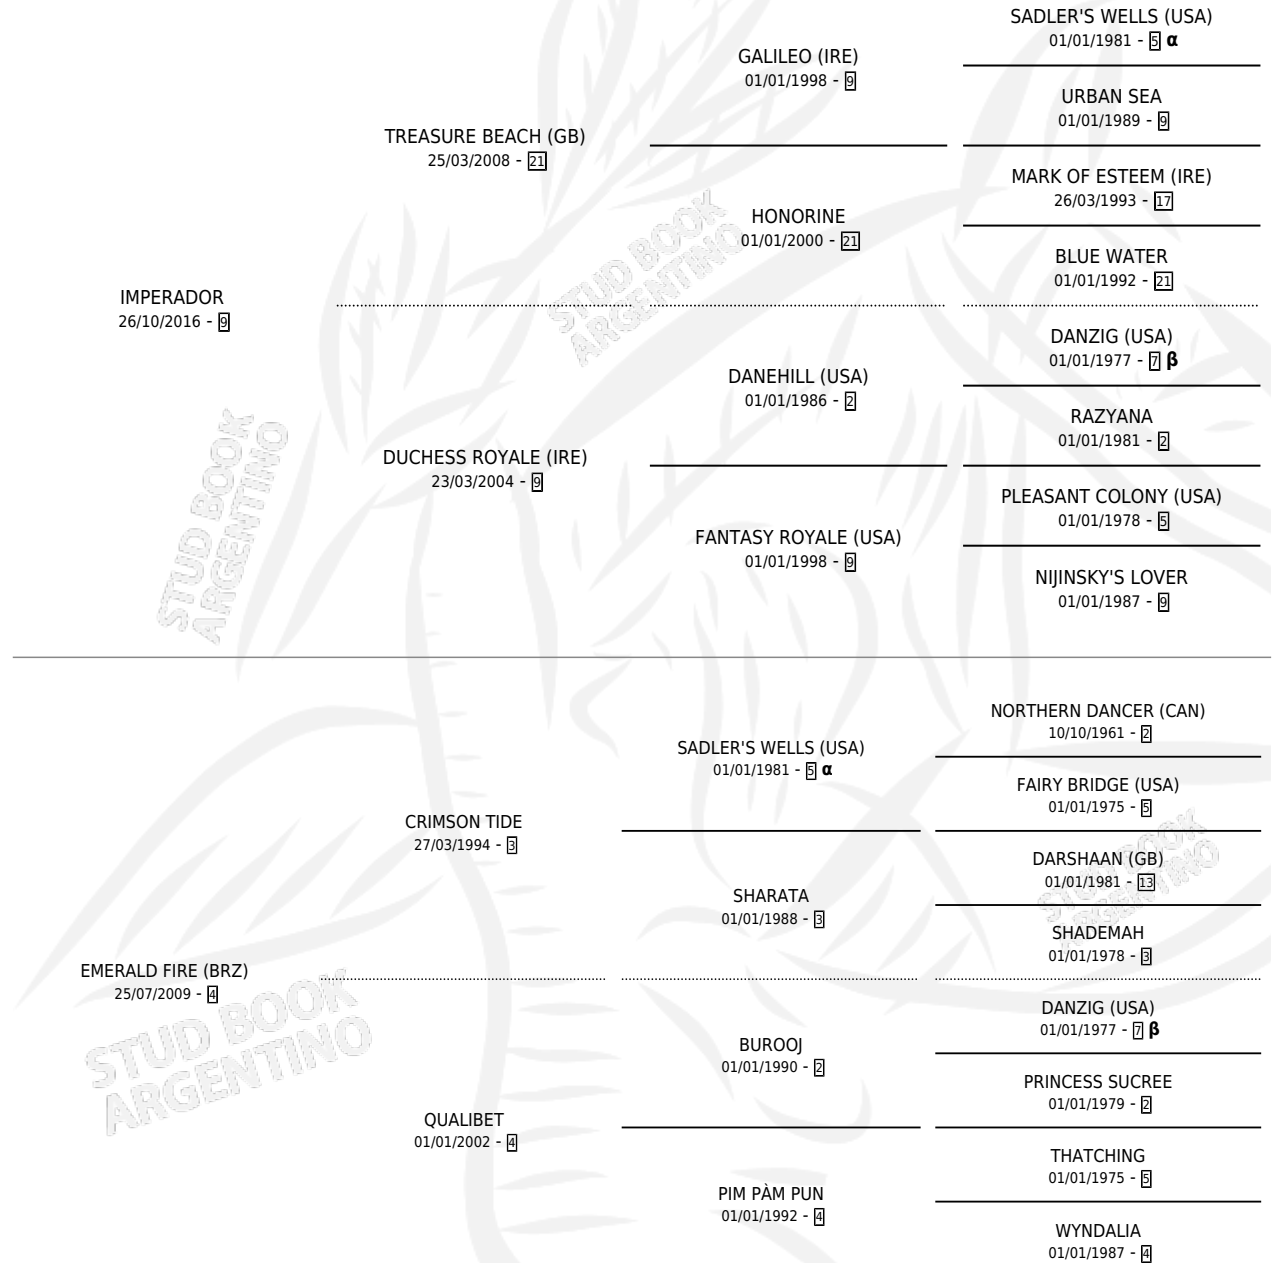 SADLER'S WELLS (USA)
01/01/1981 - 5 α
GALILEO (IRE)
01/01/1998 - 9
URBAN SEA
01/01/1989 - 9
TREASURE BEACH (GB)
25/03/2008 - 21
MARK OF ESTEEM (IRE)
26/03/1993 - 17
HONORINE
01/01/2000 - 21
BLUE WATER
01/01/1992 - 21
STUD BOOK
ARGENTINO
IMPERADOR
26/10/2016 - 9
DANZIG (USA)
01/01/1977 - 7 β
DANEHILL (USA)
01/01/1986 - 2
RAZYANA
01/01/1981 - 2
DUCHESS ROYALE (IRE)
23/03/2004 - 9
PLEASANT COLONY (USA)
01/01/1978 - 5
FANTASY ROYALE (USA)
01/01/1998 - 9
NIJINSKY'S LOVER
01/01/1987 - 9
STUD BOOK
ARGENTINO
NORTHERN DANCER (CAN)
10/10/1961 - 2
SADLER'S WELLS (USA)
01/01/1981 - 5 α
FAIRY BRIDGE (USA)
01/01/1975 - 5
CRIMSON TIDE
27/03/1994 - 3
DARSHAAN (GB)
01/01/1981 - 13
SHARATA
01/01/1988 - 3
SHADEMAH
01/01/1978 - 3
STUD BOOK
ARGENTINO
EMERALD FIRE (BRZ)
25/07/2009 - 4
DANZIG (USA)
01/01/1977 - 7 β
BUROOJ
01/01/1990 - 2
PRINCESS SUCREE
01/01/1979 - 2
QUALIBET
01/01/2002 - 4
THATCHING
01/01/1975 - 5
PIM PÀM PUN
01/01/1992 - 4
WYNDALIA
01/01/1987 - 4
STUD BOOK
ARGENTINO